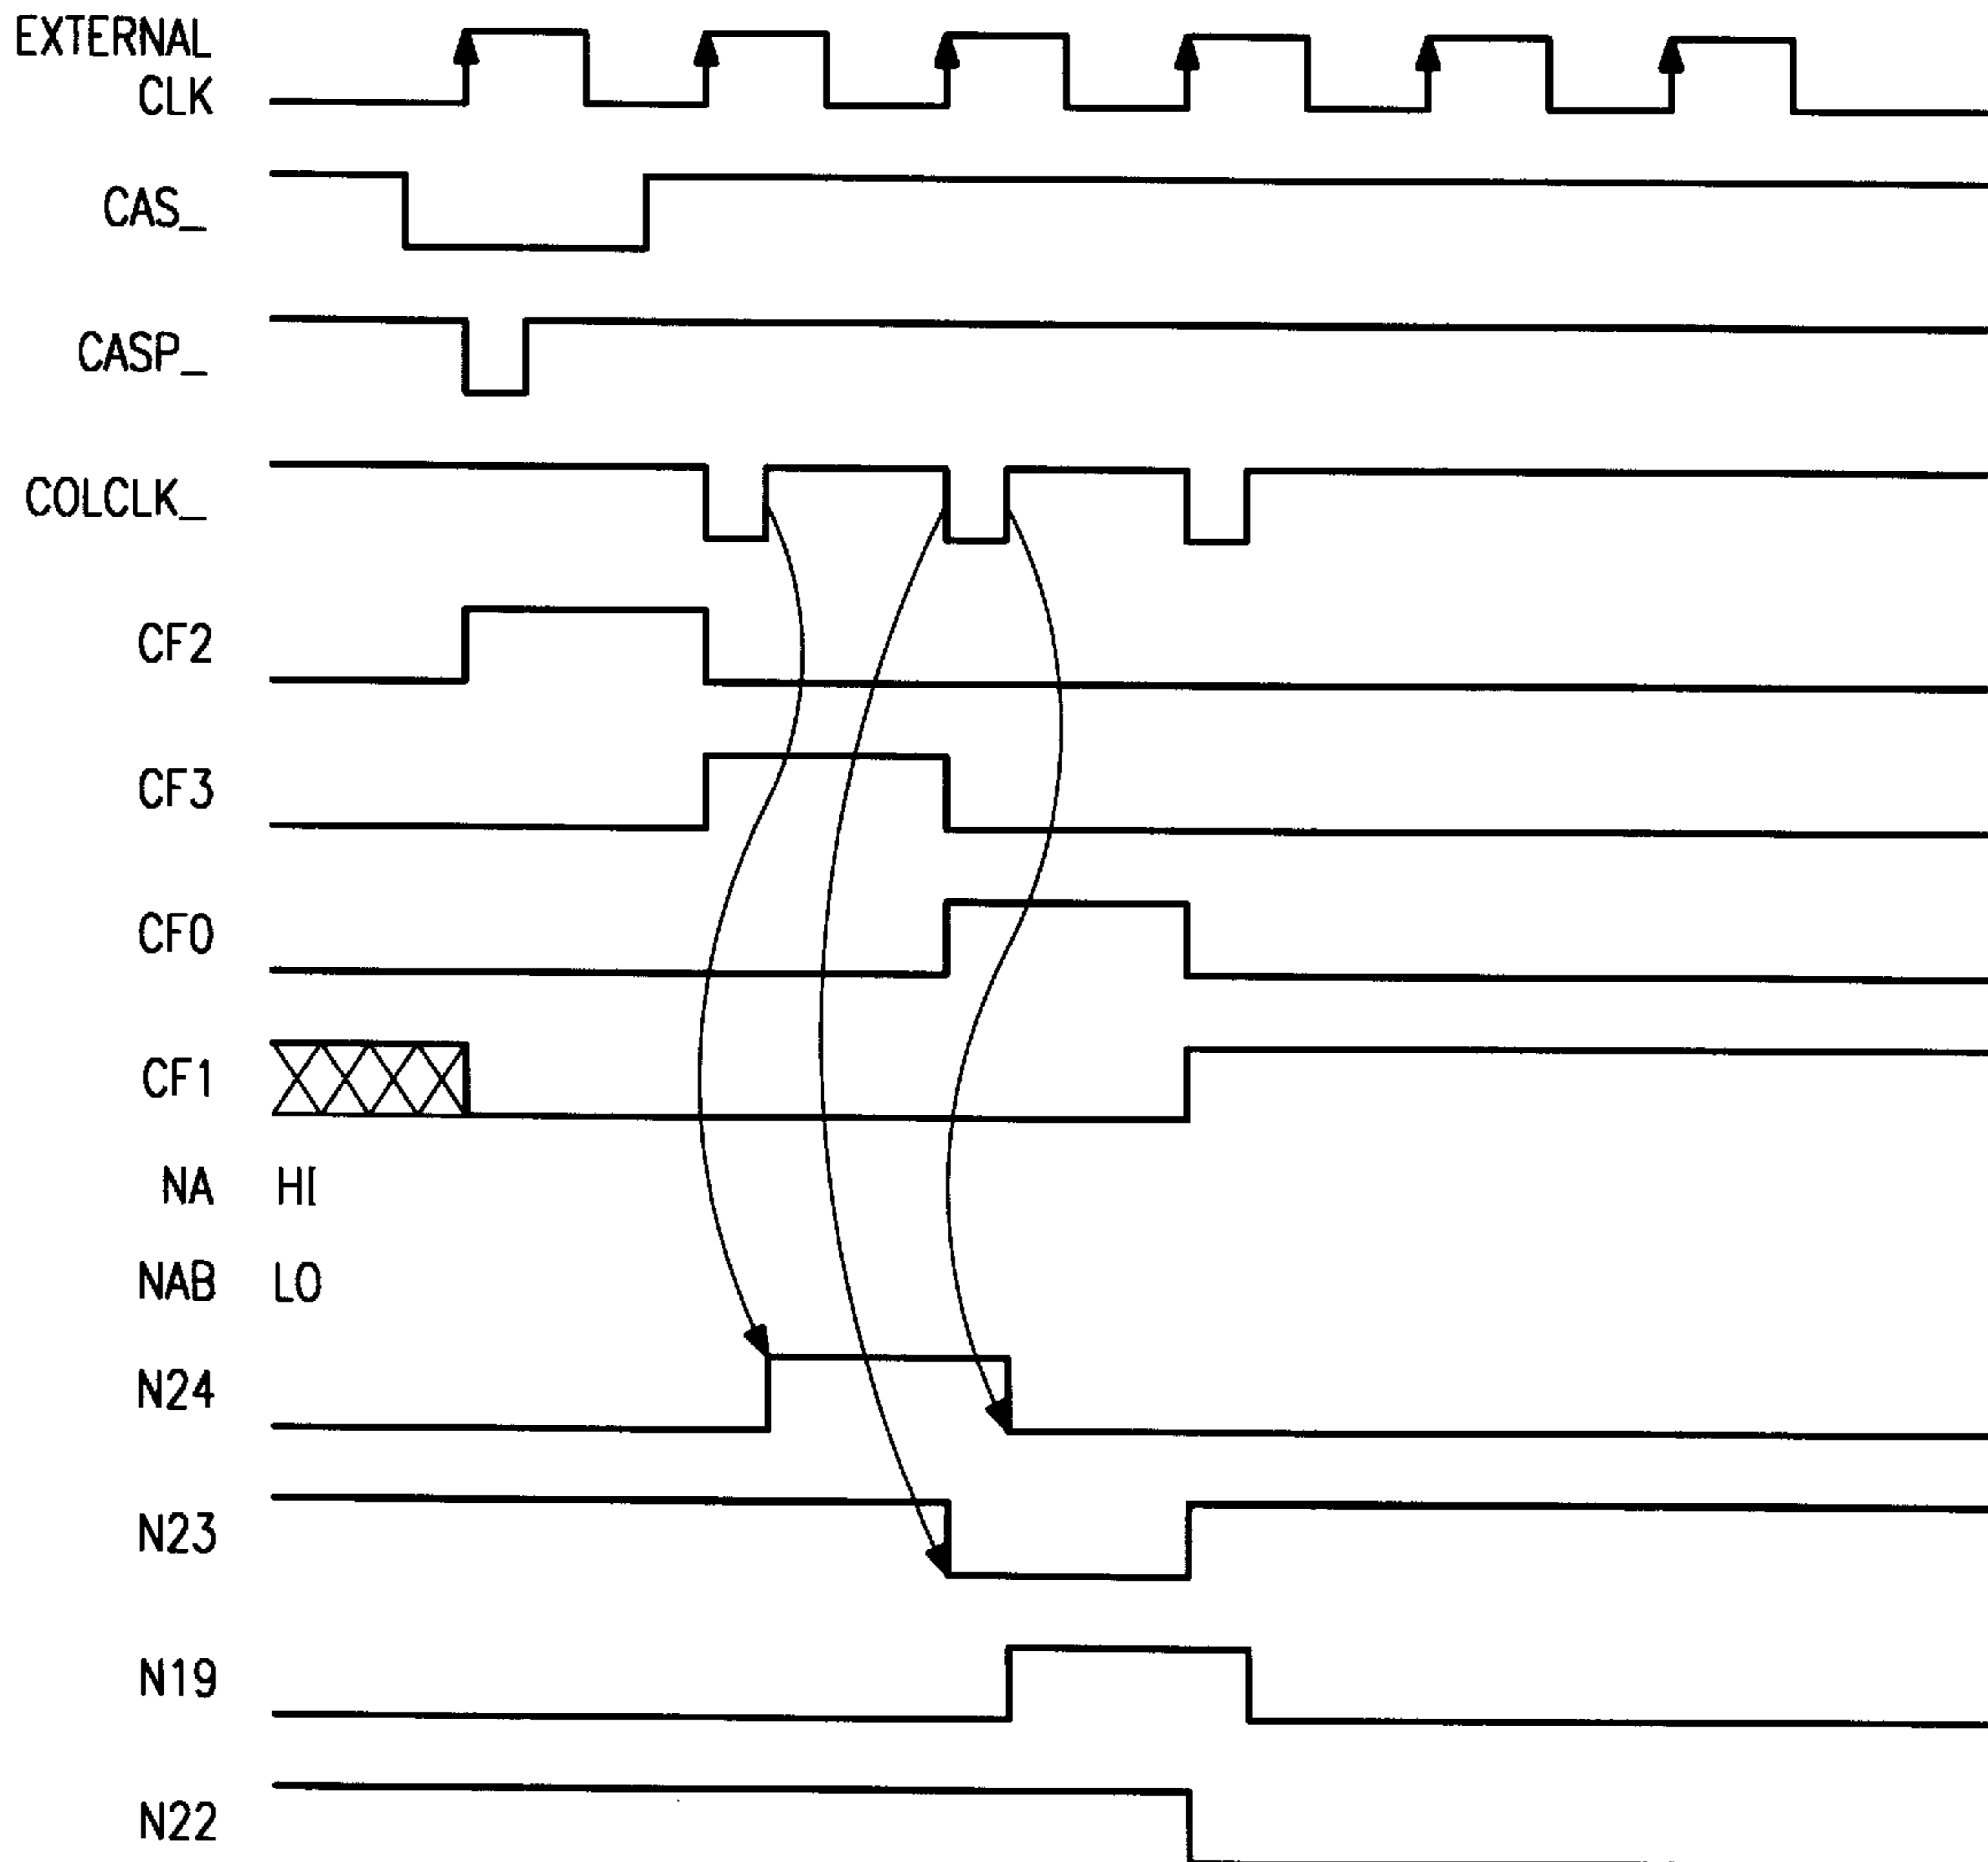 EXTERNAL
CLK
CAS_
CASP_
COLCLK_
CF2
CF3
CF0
CF1
NA HI
NAB LO
N24
N23
N19
N22